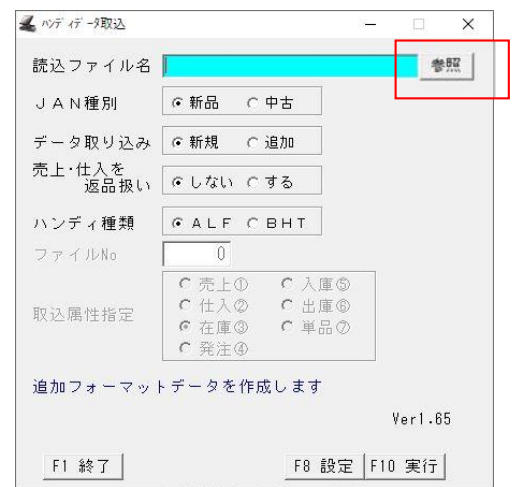 ﾊﾝﾃﾞｨﾃﾞｰﾀ取込
読込ファイル名 参照
ＪＡＮ種別 新品 中古
データ取り込み 新規 追加
売上・仕入を
返品扱い しない する
ハンディ種類 ＡＬＦ ＢＨＴ
ファイルNo 0
売上① 入庫⑤
仕入② 出庫⑥
取込属性指定 在庫③ 単品⑦
発注④
追加フォーマットデータを作成します
Ver1.65
F1 終了 F8 設定 F10 実行